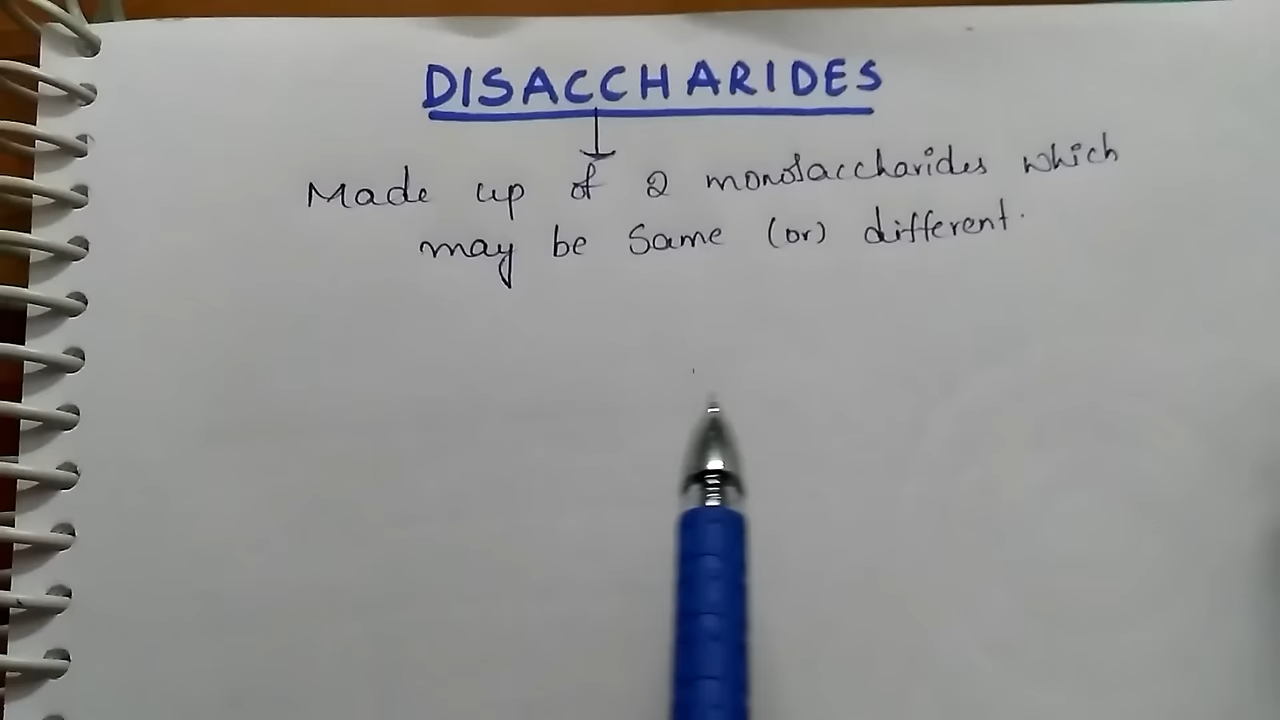 DISACCHARIDES
Made up of 2 monosaccharides which
may be Same (or) different.